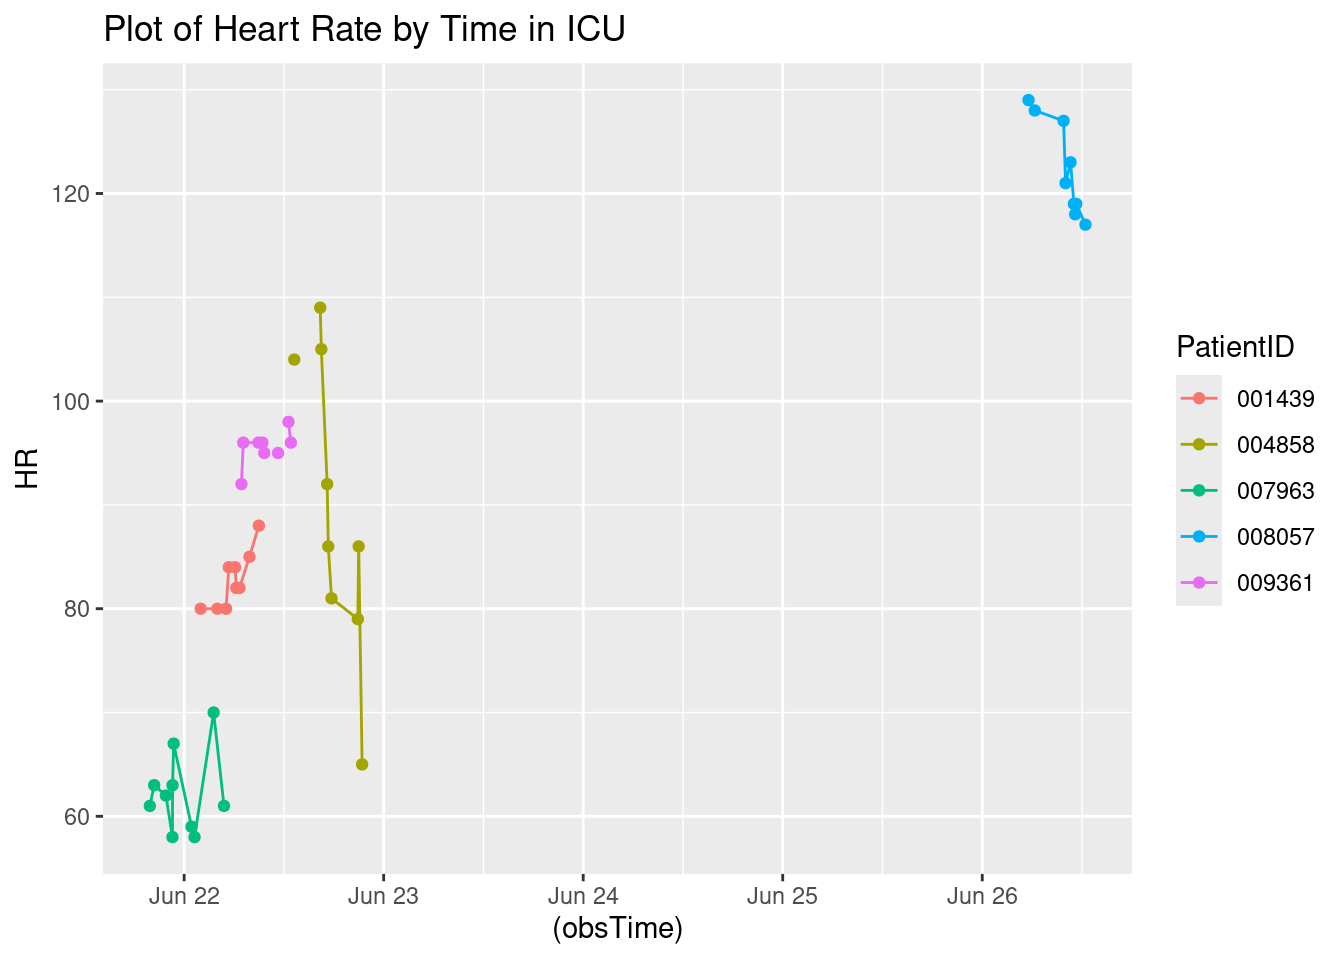 Plot of Heart Rate by Time in ICU
120
100
80
60
HR
Jun 22
Jun 23
Jun 24
Jun 25
Jun 26
(obsTime)
PatientID
001439
004858
007963
008057
009361